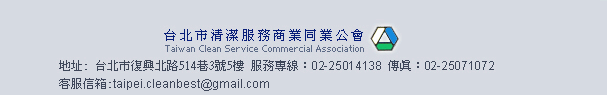 台北市清潔服務商業同業公會
Taiwan Clean Service Commercial Association
地址: 台北市復興北路514巷3號5樓 服務專線：02-25014138 傳真：02-25071072
客服信箱:taipei.cleanbest@gmail.com